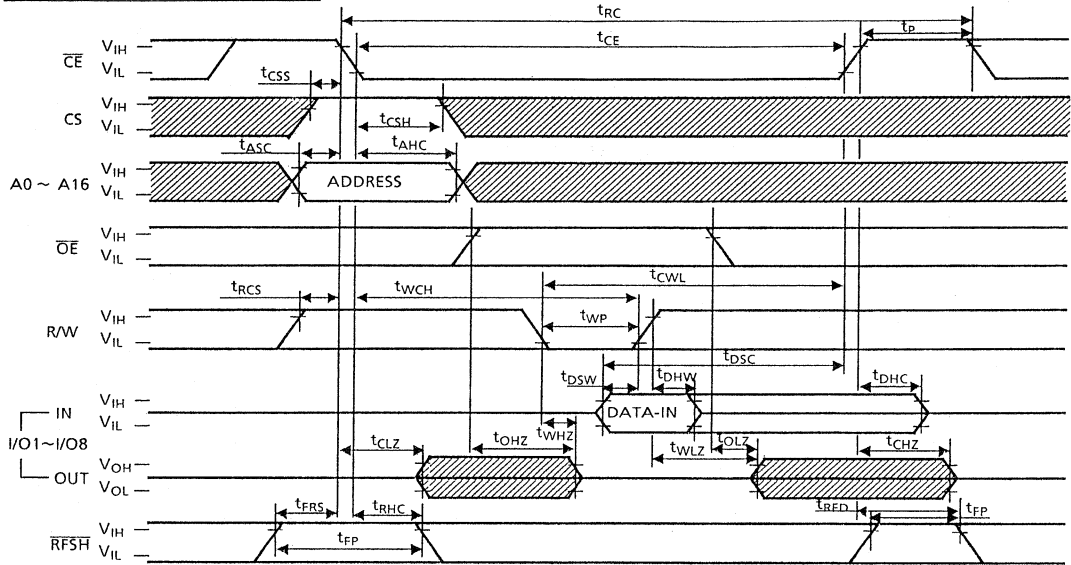 tRC
tCE
tP
CE VIH
VIL
tCSS
CS VIH
VIL
tCSH
tASC
tAHC
A0 ~ A16 VIH
VIL
ADDRESS
OE VIH
VIL
tCWL
tRCS
tWCH
R/W VIH
VIL
tWP
tDSC
tDSW
tDHW
tDHC
IN VIH
VIL
DATA-IN
I/O1~I/O8
tWHZ
tCLZ
tOHZ
tWLZ
tOLZ
tCHZ
OUT VOH
VOL
tFRS
tRHC
tRFD
tFP
RFSH VIH
VIL
tFP